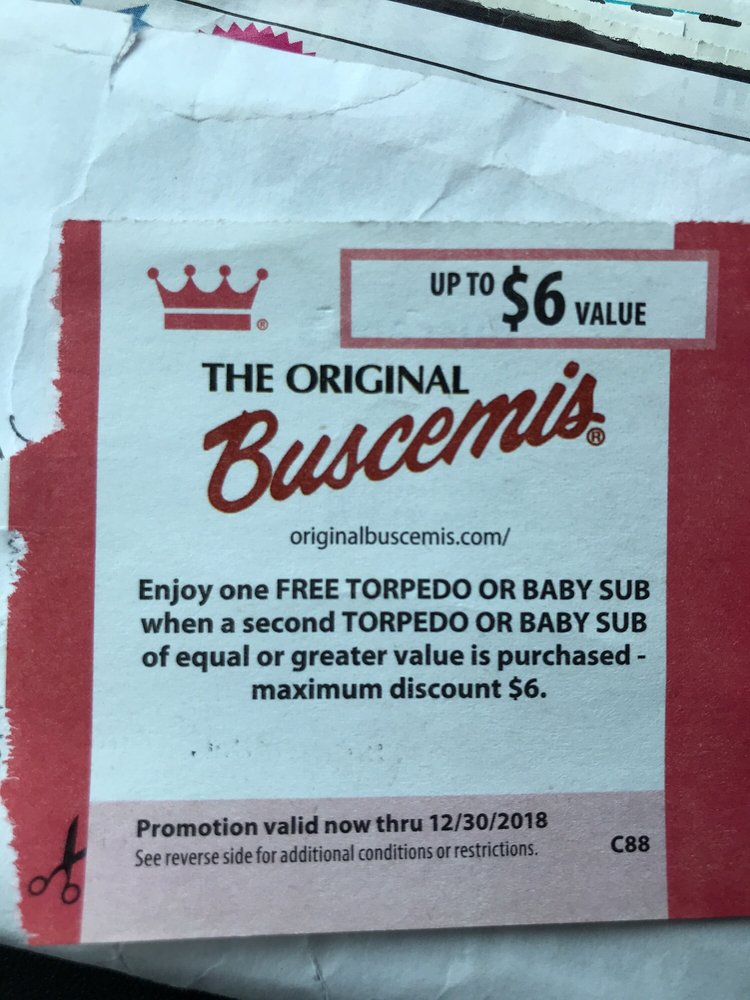 UP TO $6 VALUE
®
THE ORIGINAL
Buscemis®
originalbuscemis.com/
Enjoy one FREE TORPEDO OR BABY SUB
when a second TORPEDO OR BABY SUB
of equal or greater value is purchased -
maximum discount $6.
Promotion valid now thru 12/30/2018
See reverse side for additional conditions or restrictions.
C88